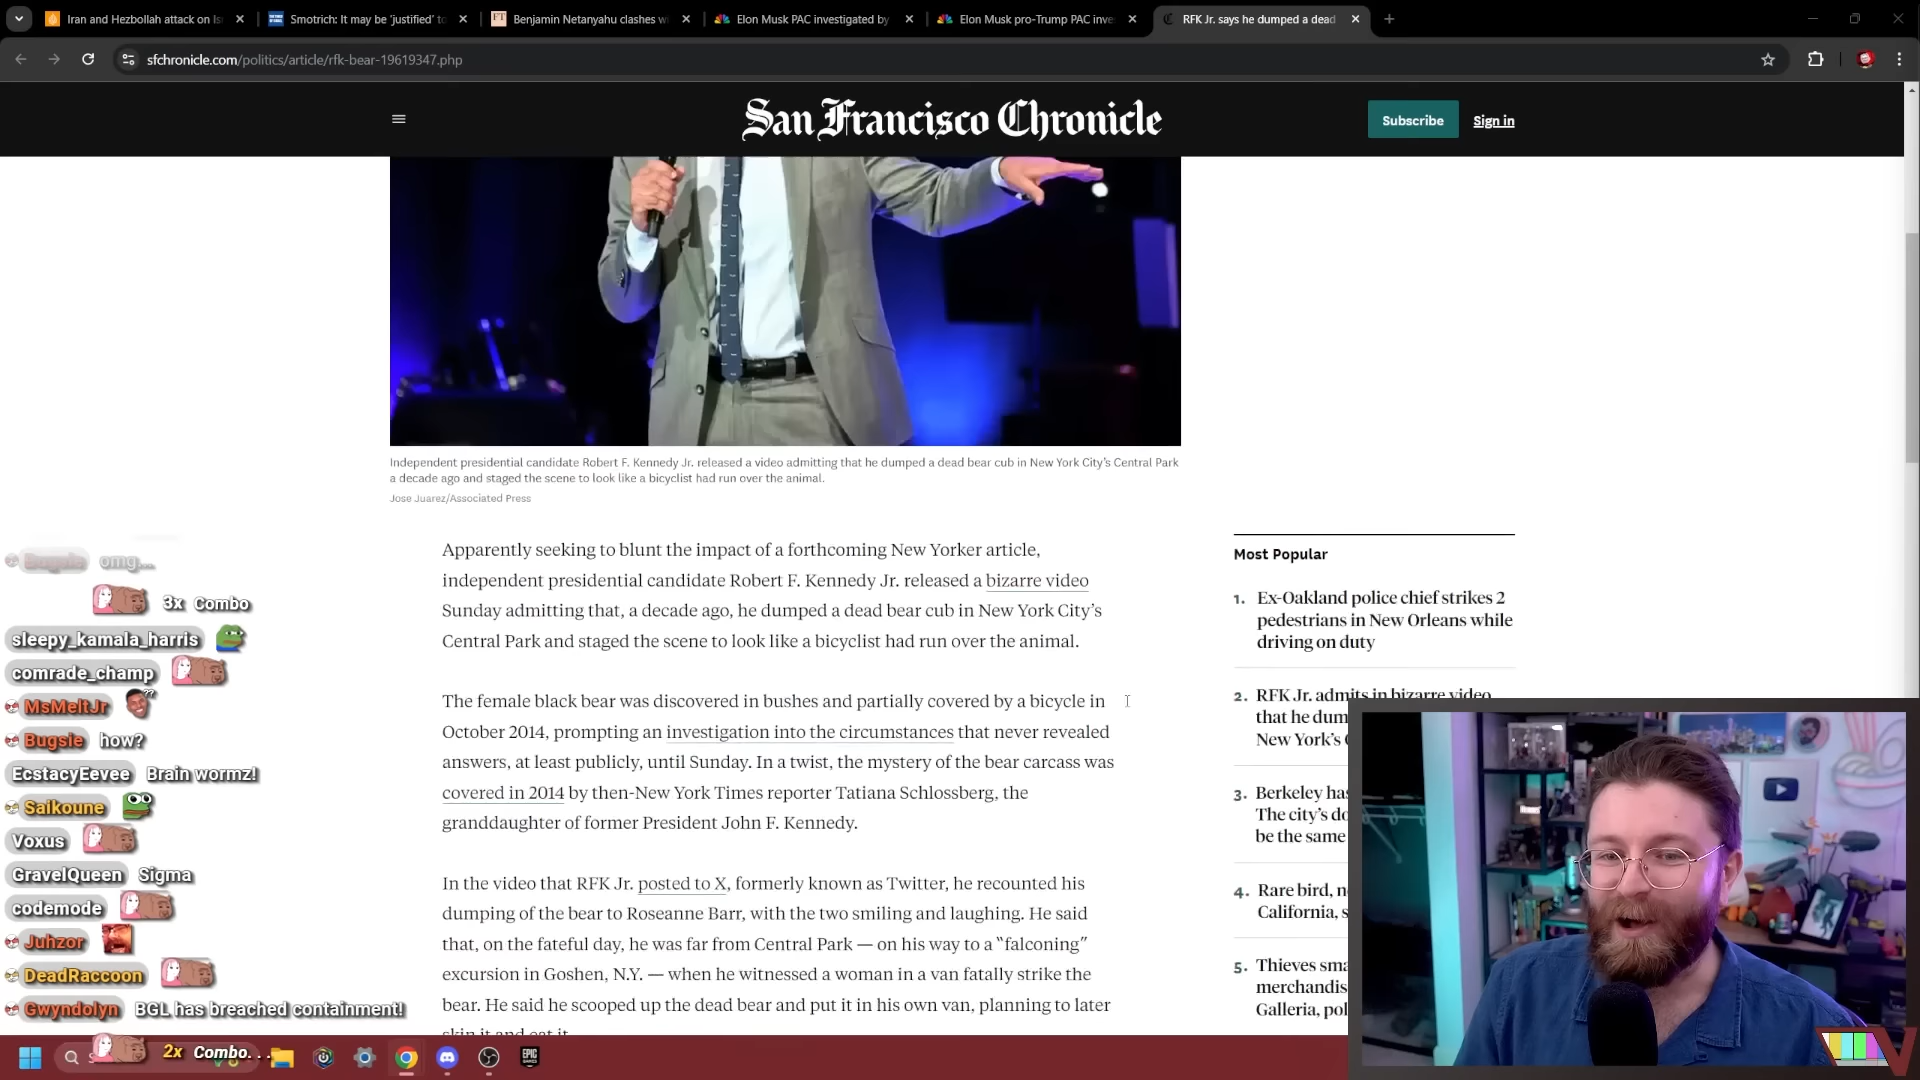 Iran and Hezbollah attack on Is
Smotrich: It may be 'justified' to
Benjamin Netanyahu clashes wi
Elon Musk PAC investigated by
Elon Musk pro-Trump PAC inve
RFK Jr. says he dumped a dead
sfchronicle.com/politics/article/rfk-bear-19619347.php
San Francisco Chronicle
Subscribe
Sign in
Independent presidential candidate Robert F. Kennedy Jr. released a video admitting that he dumped a dead bear cub in New York City's Central Park
a decade ago and staged the scene to look like a bicyclist had run over the animal.
Jose Juarez/Associated Press
Apparently seeking to blunt the impact of a forthcoming New Yorker article,
independent presidential candidate Robert F. Kennedy Jr. released a bizarre video
Sunday admitting that, a decade ago, he dumped a dead bear cub in New York City's
Central Park and staged the scene to look like a bicyclist had run over the animal.
The female black bear was discovered in bushes and partially covered by a bicycle in
October 2014, prompting an investigation into the circumstances that never revealed
answers, at least publicly, until Sunday. In a twist, the mystery of the bear carcass was
covered in 2014 by then-New York Times reporter Tatiana Schlossberg, the
granddaughter of former President John F. Kennedy.
In the video that RFK Jr. posted to X, formerly known as Twitter, he recounted his
dumping of the bear to Roseanne Barr, with the two smiling and laughing. He said
that, on the fateful day, he was far from Central Park — on his way to a "falconing"
excursion in Goshen, N.Y. — when he witnessed a woman in a van fatally strike the
bear. He said he scooped up the dead bear and put it in his own van, planning to later
skin it and eat it.
Most Popular
1. Ex-Oakland police chief strikes 2
pedestrians in New Orleans while
driving on duty
2. RFK Jr. admits in bizarre video
that he dum
New York's
3. Berkeley has
The city's do
be the same
4. Rare bird, n
California, s
5. Thieves sma
merchandis
Galleria, pol
Bugsie omg...
3x Combo
sleepy_kamala_harris
comrade_champ
MsMeltJr
Bugsie how?
EcstacyEevee Brain wormz!
Saikoune
Voxus
GravelQueen Sigma
codemode
Juhzor
DeadRaccoon
Gwyndolyn BGL has breached containment!
2x Combo. . .
FT
EPIC
GAMES